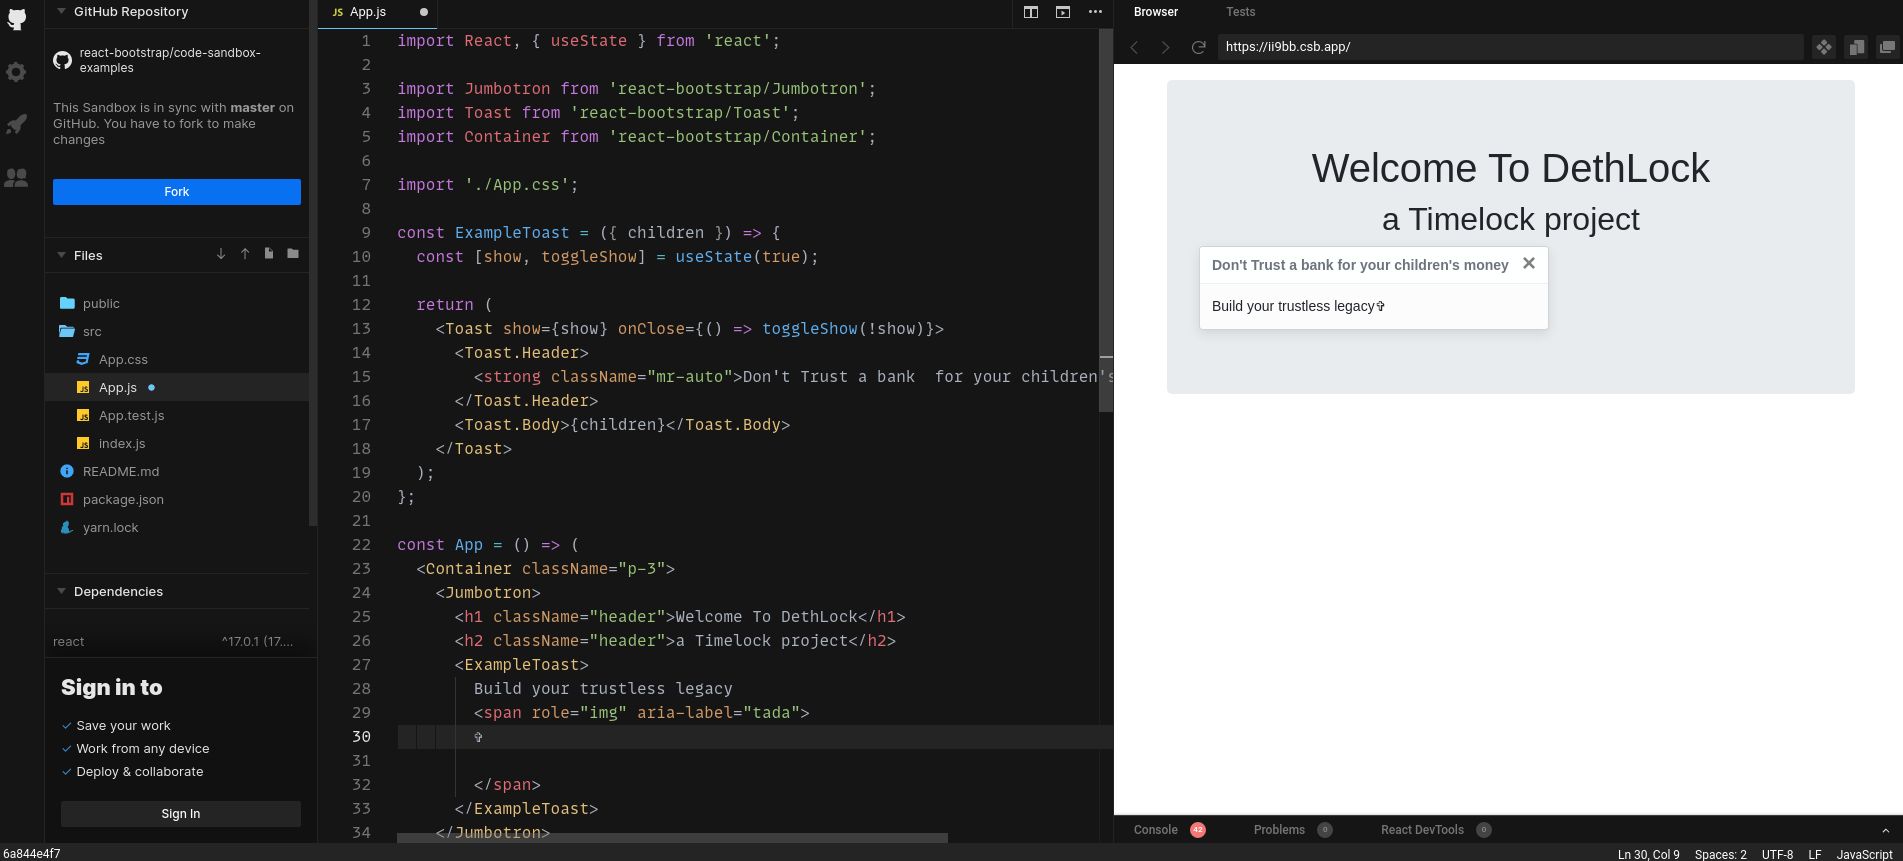 GitHub Repository
react-bootstrap/code-sandbox-
examples
This Sandbox is in sync with master on
GitHub. You have to fork to make
changes
Fork
Files
public
src
App.css
App.js
App.test.js
index.js
README.md
package.json
yarn.lock
Dependencies
react ^17.0.1 (17....
Sign in to
✓ Save your work
✓ Work from any device
✓ Deploy & collaborate
Sign In
6a844e4f7
JS App.js
1 import React, { useState } from 'react';
2
3 import Jumbotron from 'react-bootstrap/Jumbotron';
4 import Toast from 'react-bootstrap/Toast';
5 import Container from 'react-bootstrap/Container';
6
7 import './App.css';
8
9 const ExampleToast = ({ children }) => {
10 const [show, toggleShow] = useState(true);
11
12 return (
13 <Toast show={show} onClose={() => toggleShow(!show)}>
14 <Toast.Header>
15 <strong className="mr-auto">Don't Trust a bank  for your children's
16 </Toast.Header>
17 <Toast.Body>{children}</Toast.Body>
18 </Toast>
19 );
20 };
21
22 const App = () => (
23 <Container className="p-3">
24 <Jumbotron>
25 <h1 className="header">Welcome To DethLock</h1>
26 <h2 className="header">a Timelock project</h2>
27 <ExampleToast>
28 Build your trustless legacy
29 <span role="img" aria-label="tada">
30 ✞
31
32 </span>
33 </ExampleToast>
34 </Jumbotron>
Browser Tests
https://ii9bb.csb.app/
Welcome To DethLock
a Timelock project
Don't Trust a bank for your children's money ×
Build your trustless legacy✞
Console 42 Problems 0 React DevTools 0
Ln 30, Col 9 Spaces: 2 UTF-8 LF JavaScript